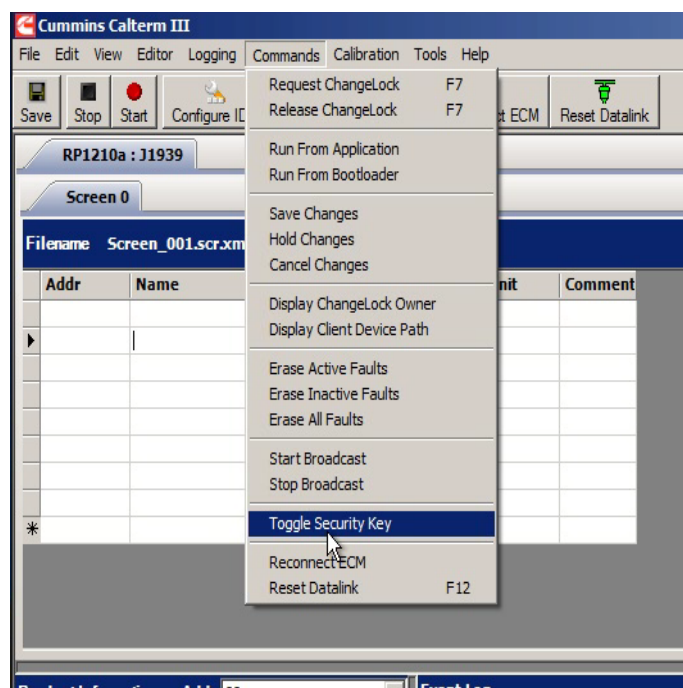 Cummins Calterm III
File Edit View Editor Logging Commands Calibration Tools Help
Save Stop Start Configure ID ct ECM Reset Datalink
RP1210a : J1939
Screen 0
Filename Screen_001.scr.xm
Addr Name nit Comment
Request ChangeLock F7
Release ChangeLock F7
Run From Application
Run From Bootloader
Save Changes
Hold Changes
Cancel Changes
Display ChangeLock Owner
Display Client Device Path
Erase Active Faults
Erase Inactive Faults
Erase All Faults
Start Broadcast
Stop Broadcast
Toggle Security Key
Reconnect ECM
Reset Datalink F12